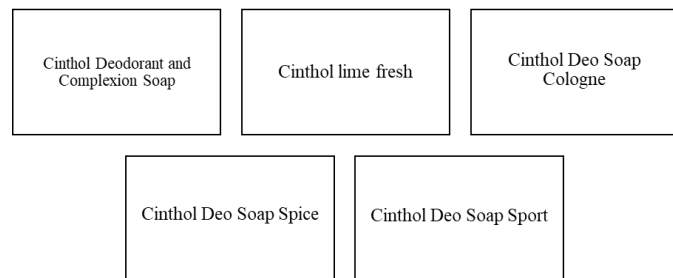 Cinthol Deodorant and
Complexion Soap
Cinthol lime fresh
Cinthol Deo Soap
Cologne
Cinthol Deo Soap Spice
Cinthol Deo Soap Sport